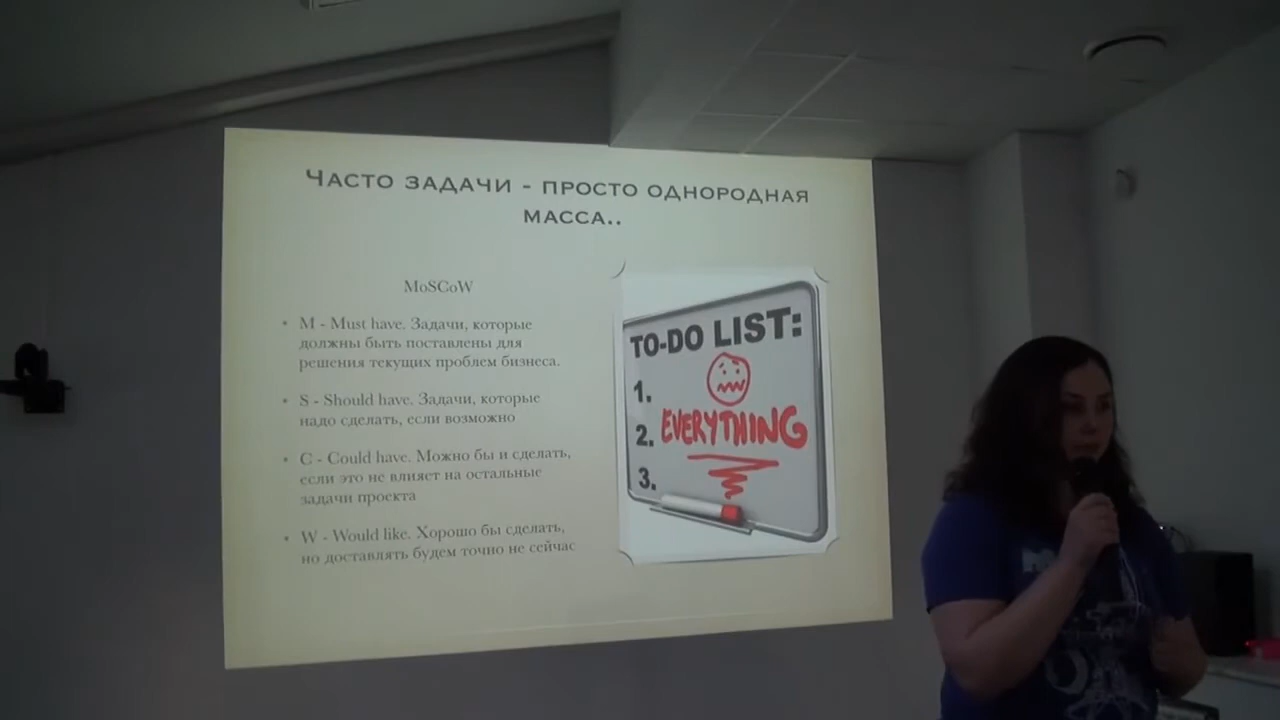 Часто задачи - просто однородная
масса..
MoSCoW
• M - Must have. Задачи, которые
должны быть поставлены для
решения текущих проблем бизнеса.
• S - Should have. Задачи, которые
надо сделать, если возможно
• C - Could have. Можно бы и сделать,
если это не влияет на остальные
задачи проекта
• W - Would like. Хорошо бы сделать,
но доставлять будем точно не сейчас
TO-DO LIST:
1.
2. EVERYTHING
3.